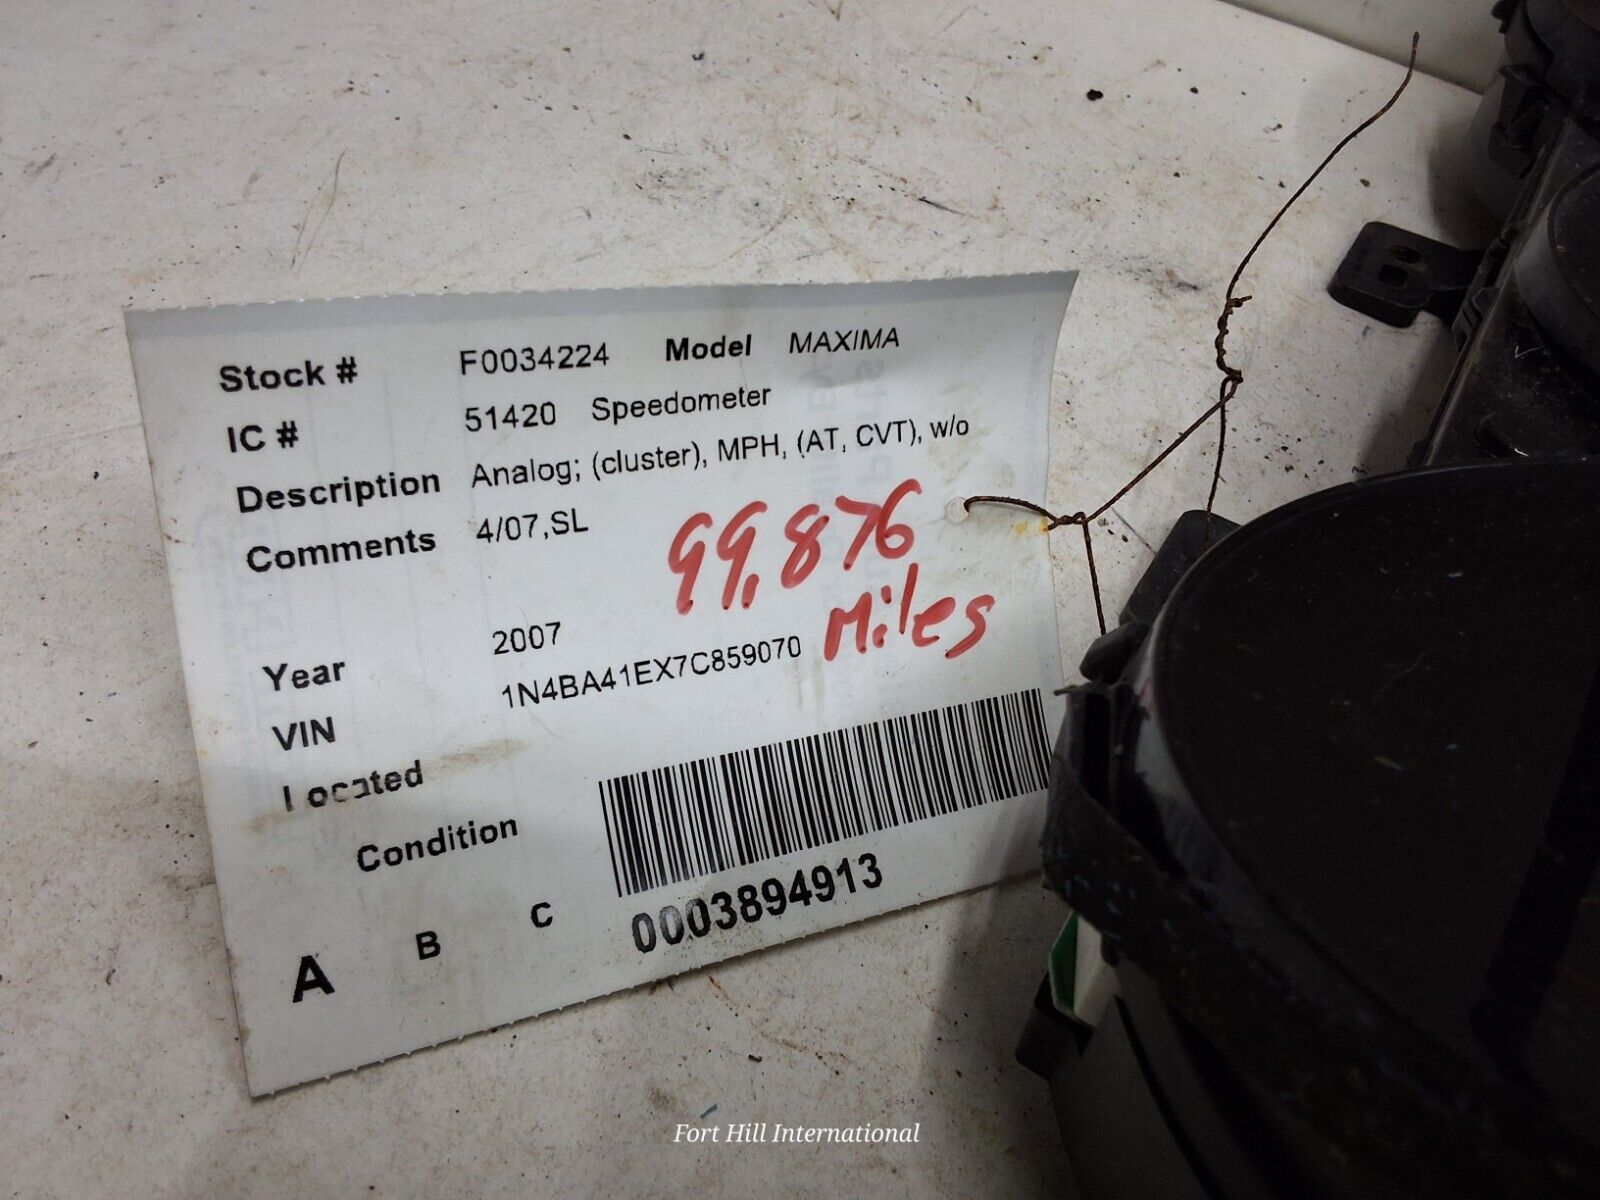 Stock # F0034224 Model MAXIMA
IC # 51420 Speedometer
Description Analog; (cluster), MPH, (AT, CVT), w/o
Comments 4/07,SL
99,876
Miles
Year 2007
VIN 1N4BA41EX7C859070
Located
Condition
A B C
0003894913
Fort Hill International